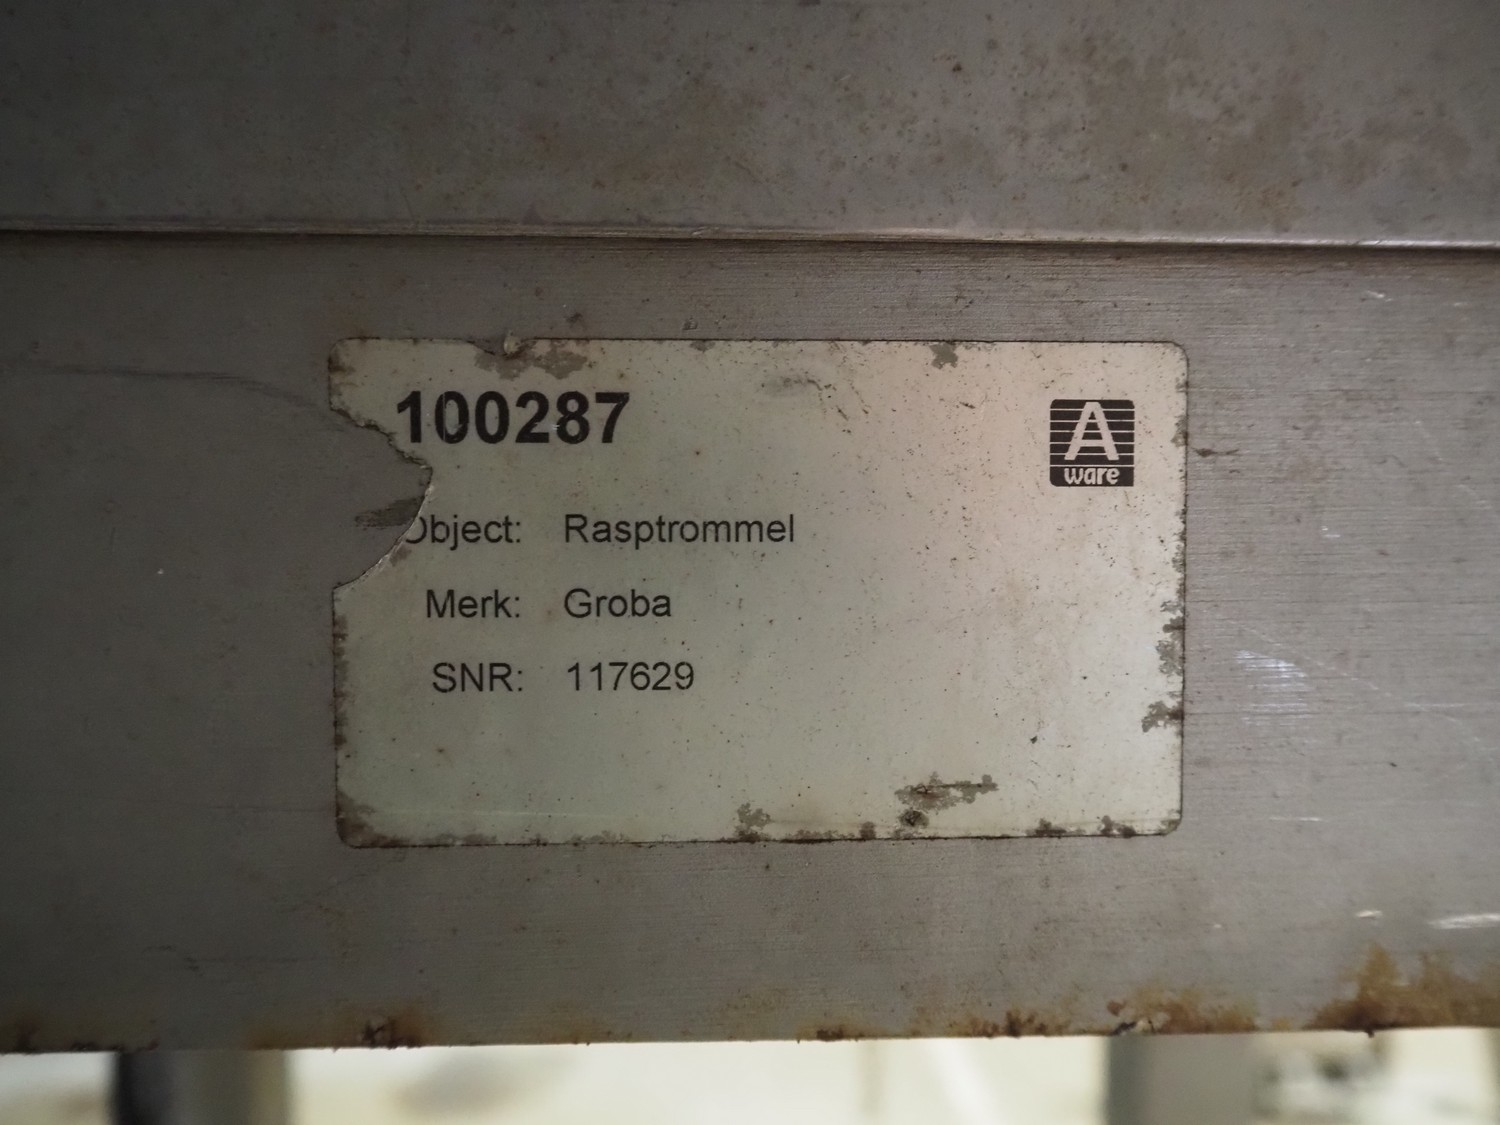 100287
A
ware
Object: Rasptrommel
Merk: Groba
SNR: 117629